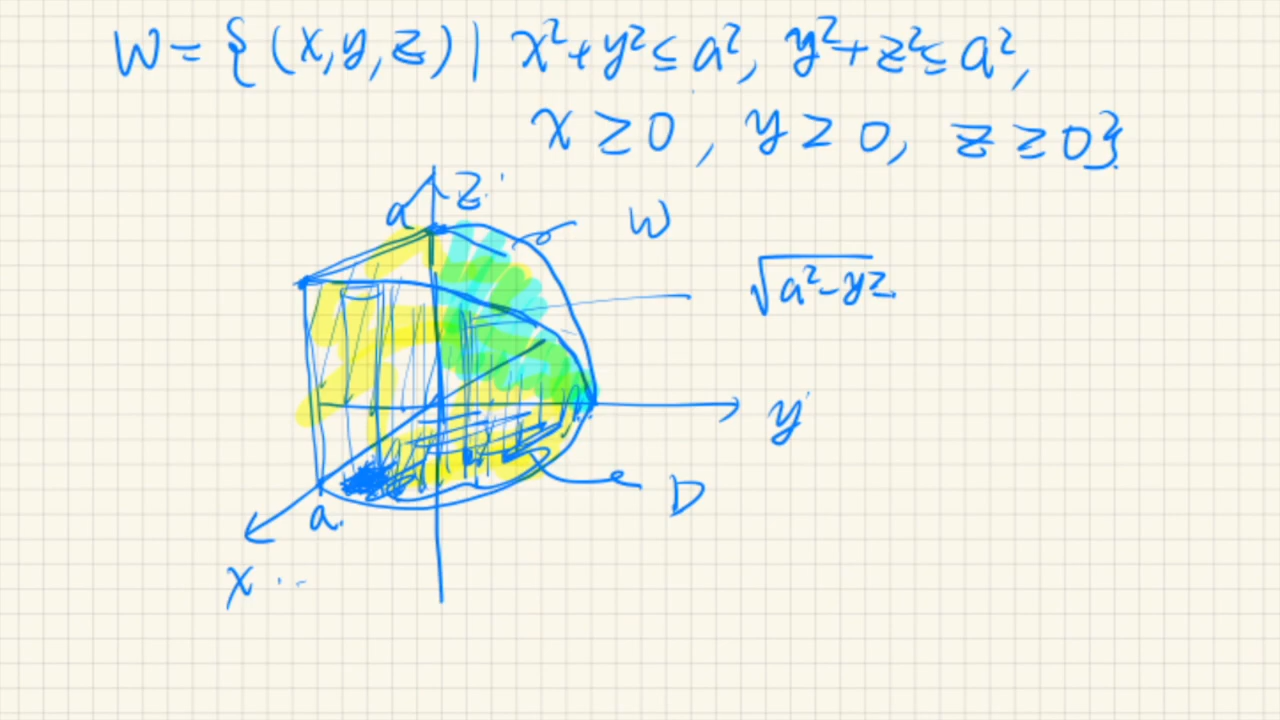 W = { (x, y, z) | x² + y² ≤ a², y² + z² ≤ a²,
x ≥ 0, y ≥ 0, z ≥ 0 }
z
a
W
√a² - y²
y
D
a
x